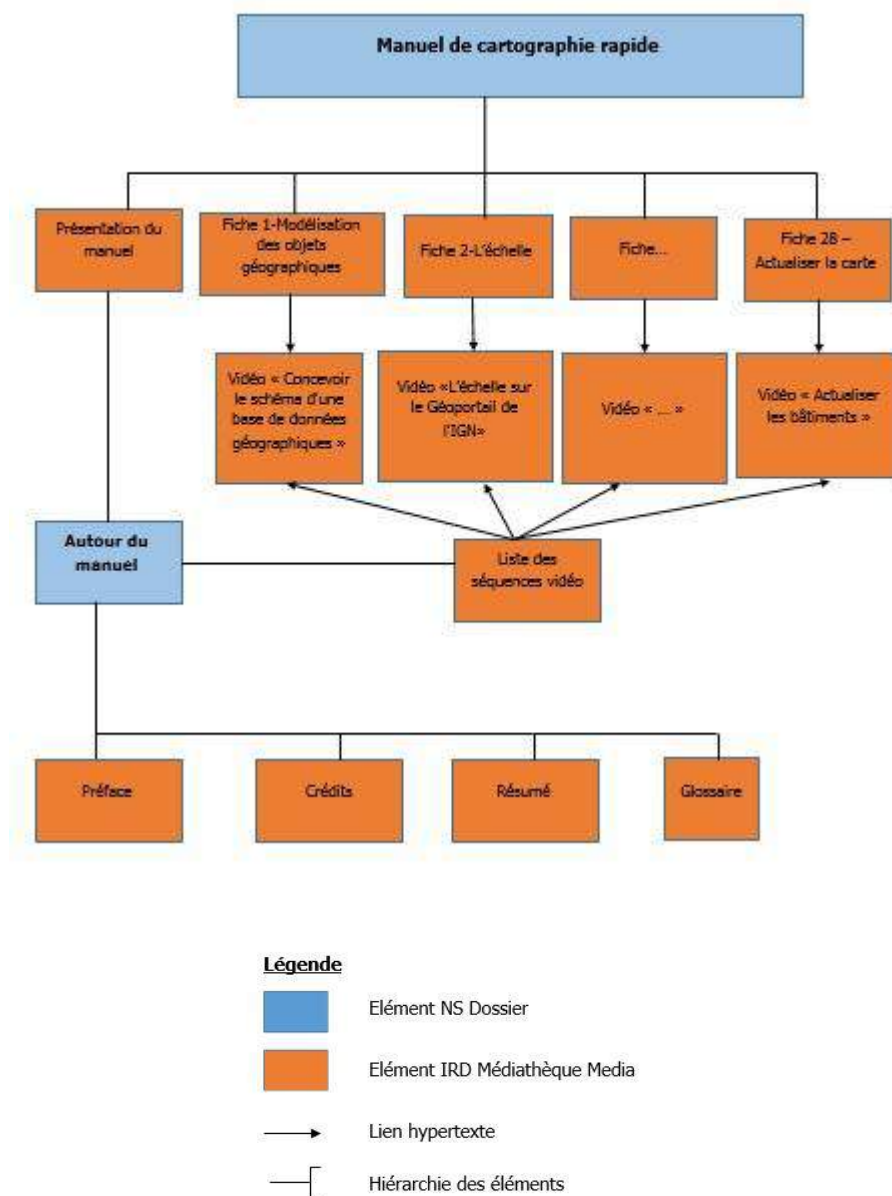 Manuel de cartographie rapide
Présentation du
manuel
Fiche 1-Modélisation
des objets
géographiques
Fiche 2-L'échelle
Fiche...
Fiche 28 –
Actualiser la carte
Vidéo « Concevoir
le schéma d'une
base de données
géographiques »
Vidéo «L'échelle sur
le Géoportail de
l'IGN»
Vidéo « ... »
Vidéo « Actualiser
les bâtiments »
Autour du
manuel
Liste des
séquences vidéo
Préface
Crédits
Résumé
Glossaire
Légende
Elément NS Dossier
Elément IRD Médiathèque Media
Lien hypertexte
Hiérarchie des éléments